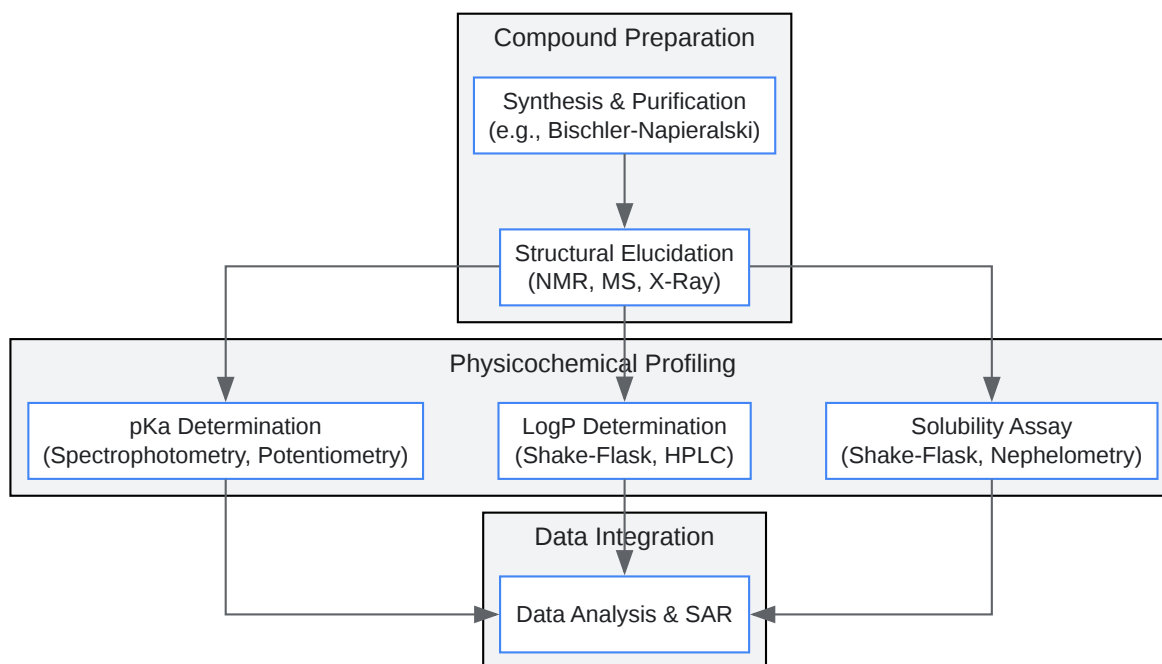 Compound Preparation
Synthesis & Purification
(e.g., Bischler-Napieralski)
Structural Elucidation
(NMR, MS, X-Ray)
Physicochemical Profiling
pKa Determination
(Spectrophotometry, Potentiometry)
LogP Determination
(Shake-Flask, HPLC)
Solubility Assay
(Shake-Flask, Nephelometry)
Data Integration
Data Analysis & SAR